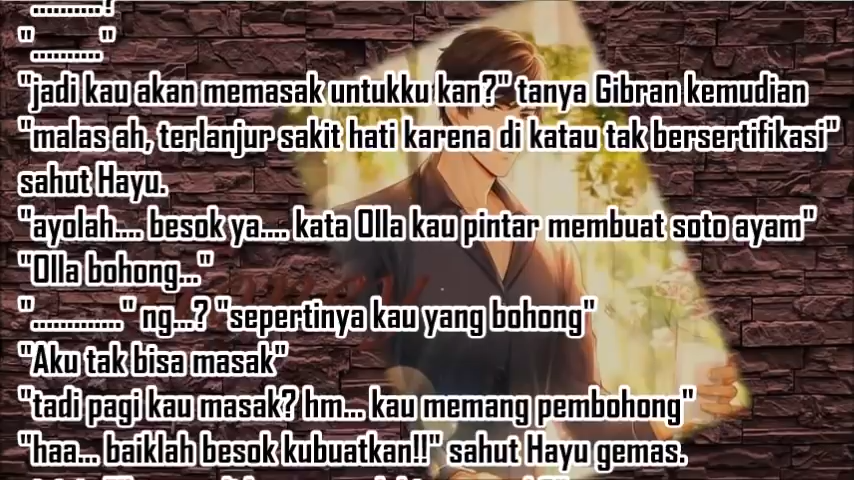 "..........?
".........."
"jadi kau akan memasak untukku kan?" tanya Gibran kemudian
"malas ah, terlanjur sakit hati karena di katau tak bersertifikasi"
sahut Hayu.
"ayolah.... besok ya.... kata Olla kau pintar membuat soto ayam"
"Olla bohong..."
"............." ng...? "sepertinya kau yang bohong"
"Aku tak bisa masak"
"tadi pagi kau masak? hm... kau memang pembohong"
"haa... baiklah besok kubuatkan!!" sahut Hayu gemas.